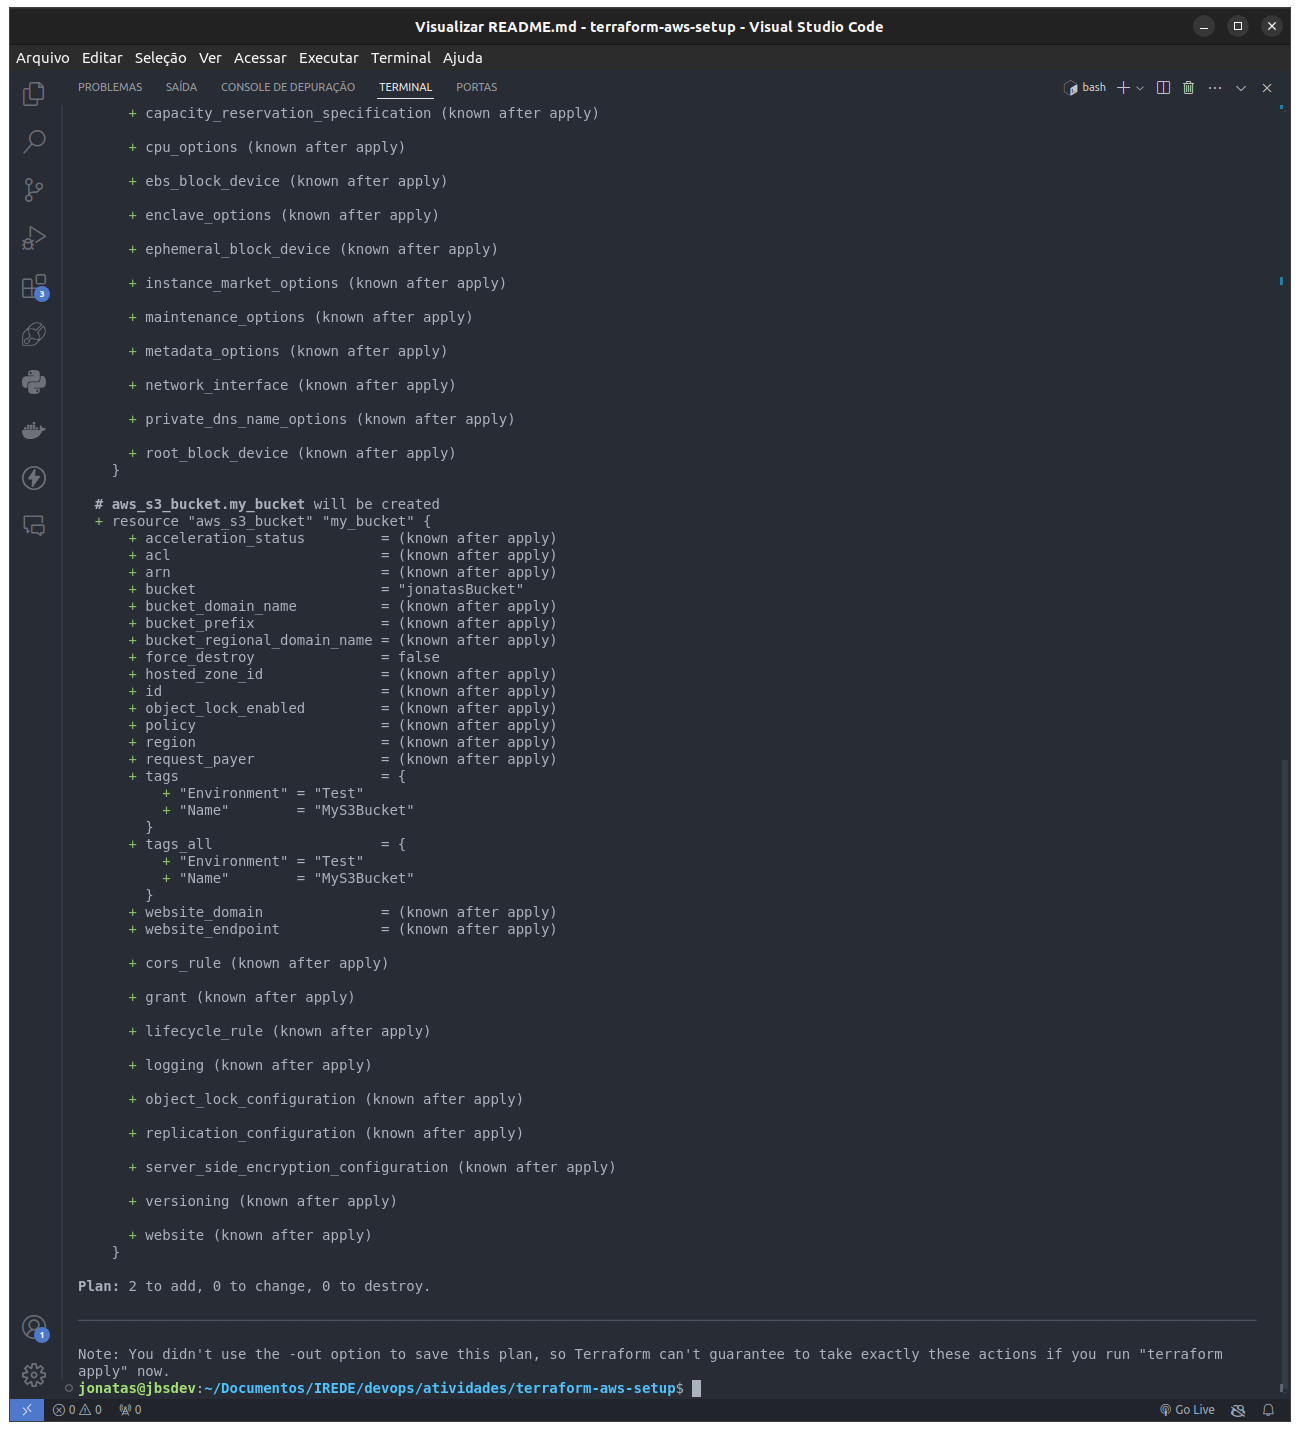 Visualizar README.md - terraform-aws-setup - Visual Studio Code
Arquivo Editar Seleção Ver Acessar Executar Terminal Ajuda
PROBLEMAS SAÍDA CONSOLE DE DEPURAÇÃO TERMINAL PORTAS bash
+ capacity_reservation_specification (known after apply)
+ cpu_options (known after apply)
+ ebs_block_device (known after apply)
+ enclave_options (known after apply)
+ ephemeral_block_device (known after apply)
3
+ instance_market_options (known after apply)
+ maintenance_options (known after apply)
+ metadata_options (known after apply)
+ network_interface (known after apply)
+ private_dns_name_options (known after apply)
+ root_block_device (known after apply)
}
# aws_s3_bucket.my_bucket will be created
+ resource "aws_s3_bucket" "my_bucket" {
+ acceleration_status = (known after apply)
+ acl = (known after apply)
+ arn = (known after apply)
+ bucket = "jonatasBucket"
+ bucket_domain_name = (known after apply)
+ bucket_prefix = (known after apply)
+ bucket_regional_domain_name = (known after apply)
+ force_destroy = false
+ hosted_zone_id = (known after apply)
+ id = (known after apply)
+ object_lock_enabled = (known after apply)
+ policy = (known after apply)
+ region = (known after apply)
+ request_payer = (known after apply)
+ tags = {
+ "Environment" = "Test"
+ "Name" = "MyS3Bucket"
}
+ tags_all = {
+ "Environment" = "Test"
+ "Name" = "MyS3Bucket"
}
+ website_domain = (known after apply)
+ website_endpoint = (known after apply)
+ cors_rule (known after apply)
+ grant (known after apply)
+ lifecycle_rule (known after apply)
+ logging (known after apply)
+ object_lock_configuration (known after apply)
+ replication_configuration (known after apply)
+ server_side_encryption_configuration (known after apply)
+ versioning (known after apply)
+ website (known after apply)
}
Plan: 2 to add, 0 to change, 0 to destroy.
1
Note: You didn't use the -out option to save this plan, so Terraform can't guarantee to take exactly these actions if you run "terraform
apply" now.
jonatas@jbsdev:~/Documentos/IREDE/devops/atividades/terraform-aws-setup$
0 0 0 Go Live